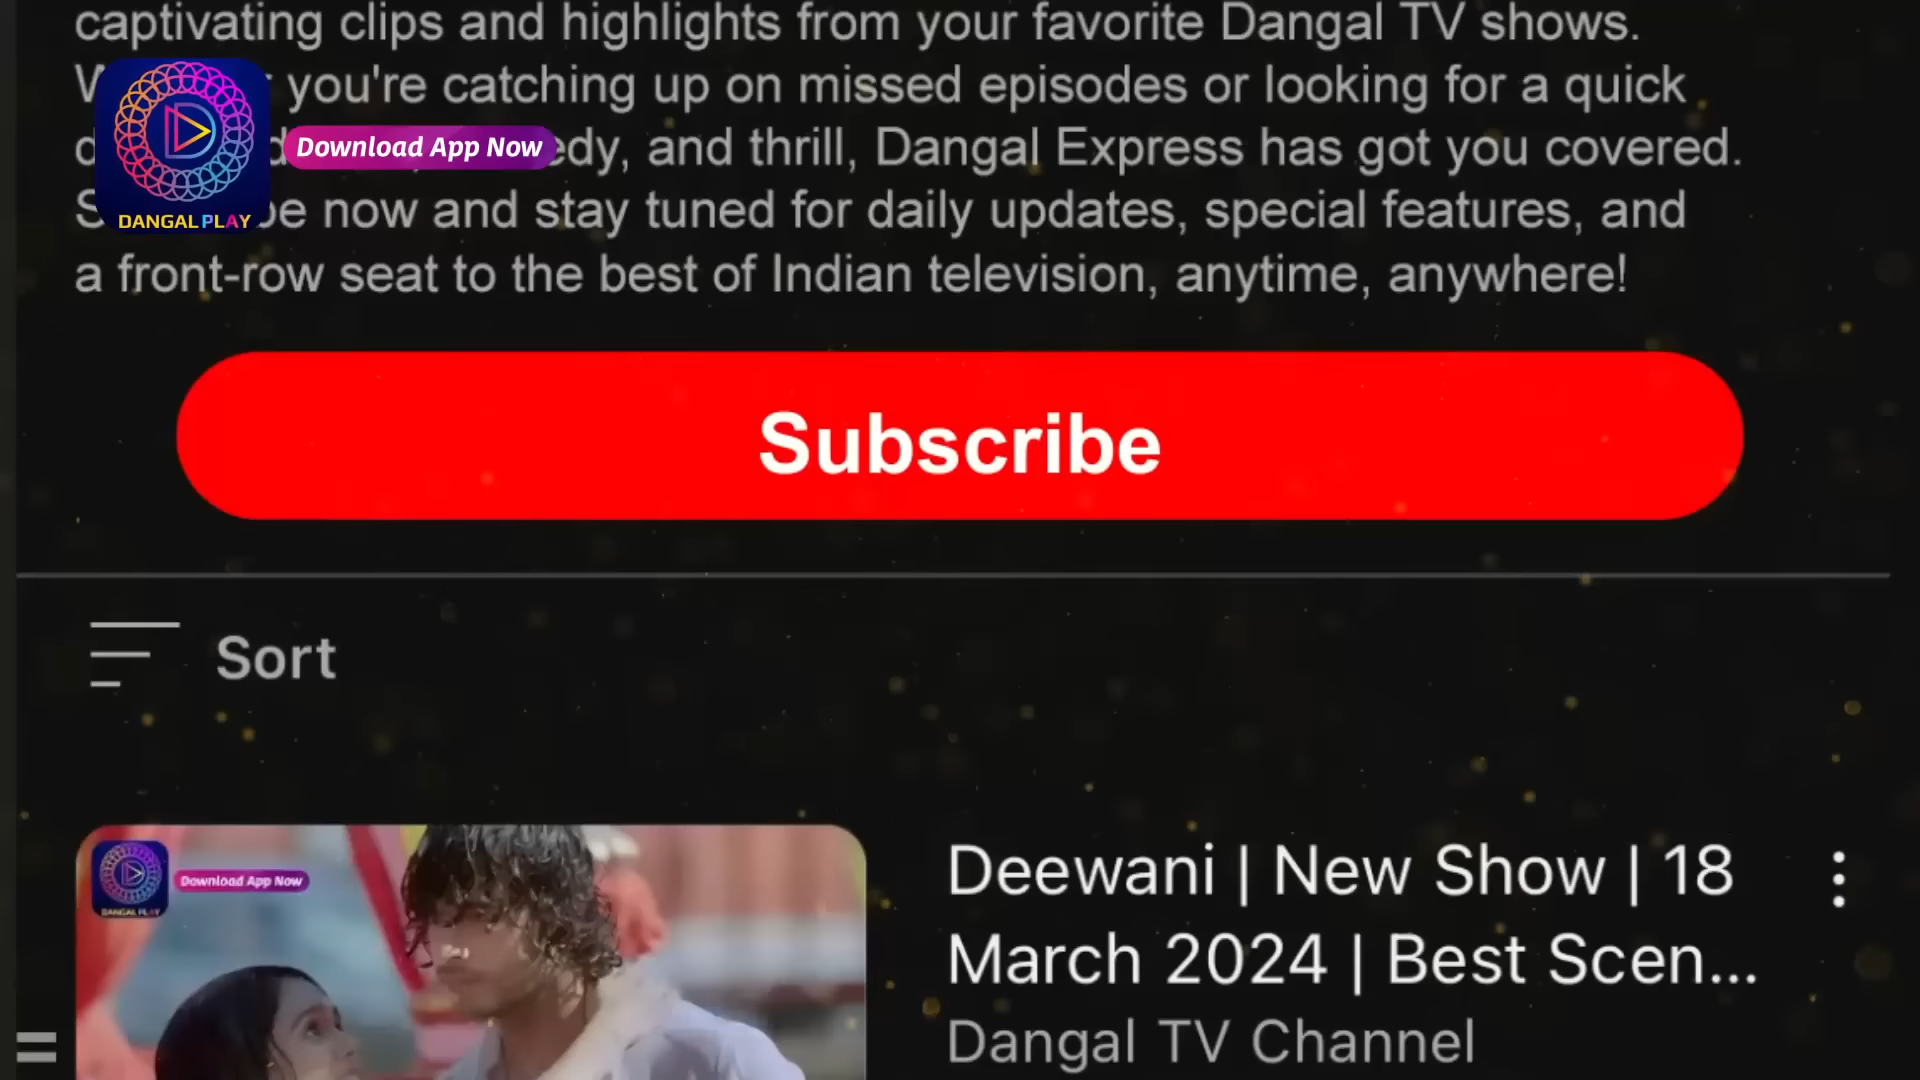 captivating clips and highlights from your favorite Dangal TV shows.
you're catching up on missed episodes or looking for a quick
edy, and thrill, Dangal Express has got you covered.
be now and stay tuned for daily updates, special features, and
a front-row seat to the best of Indian television, anytime, anywhere!
Download App Now
DANGAL PLAY
Subscribe
Sort
Download App Now
DANGAL PLAY
Deewani | New Show | 18
March 2024 | Best Scen...
Dangal TV Channel